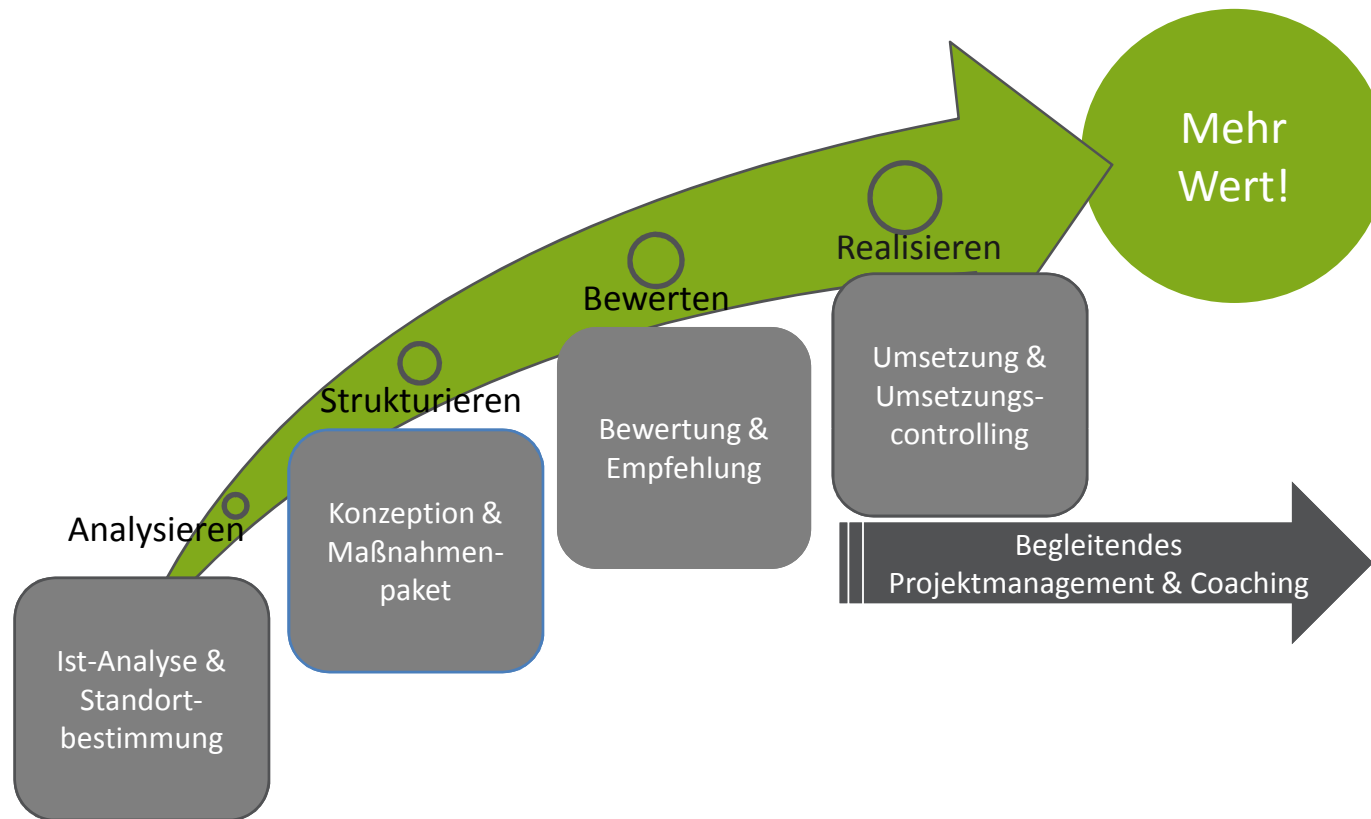 Mehr
Wert!
Realisieren
Bewerten
Strukturieren
Analysieren
Umsetzung &
Umsetzungs-
controlling
Bewertung &
Empfehlung
Konzeption &
Maßnahmen-
paket
Ist-Analyse &
Standort-
bestimmung
Begleitendes
Projektmanagement & Coaching